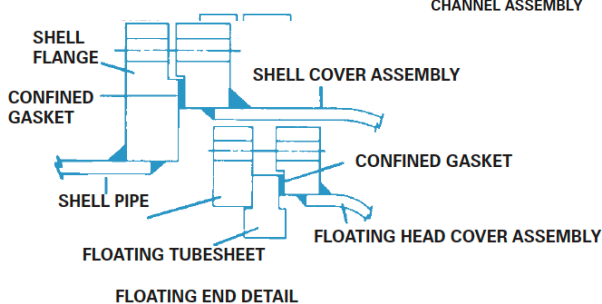 CHANNEL ASSEMBLY
SHELL
FLANGE
SHELL COVER ASSEMBLY
CONFINED
GASKET
CONFINED GASKET
SHELL PIPE
FLOATING HEAD COVER ASSEMBLY
FLOATING TUBESHEET
FLOATING END DETAIL